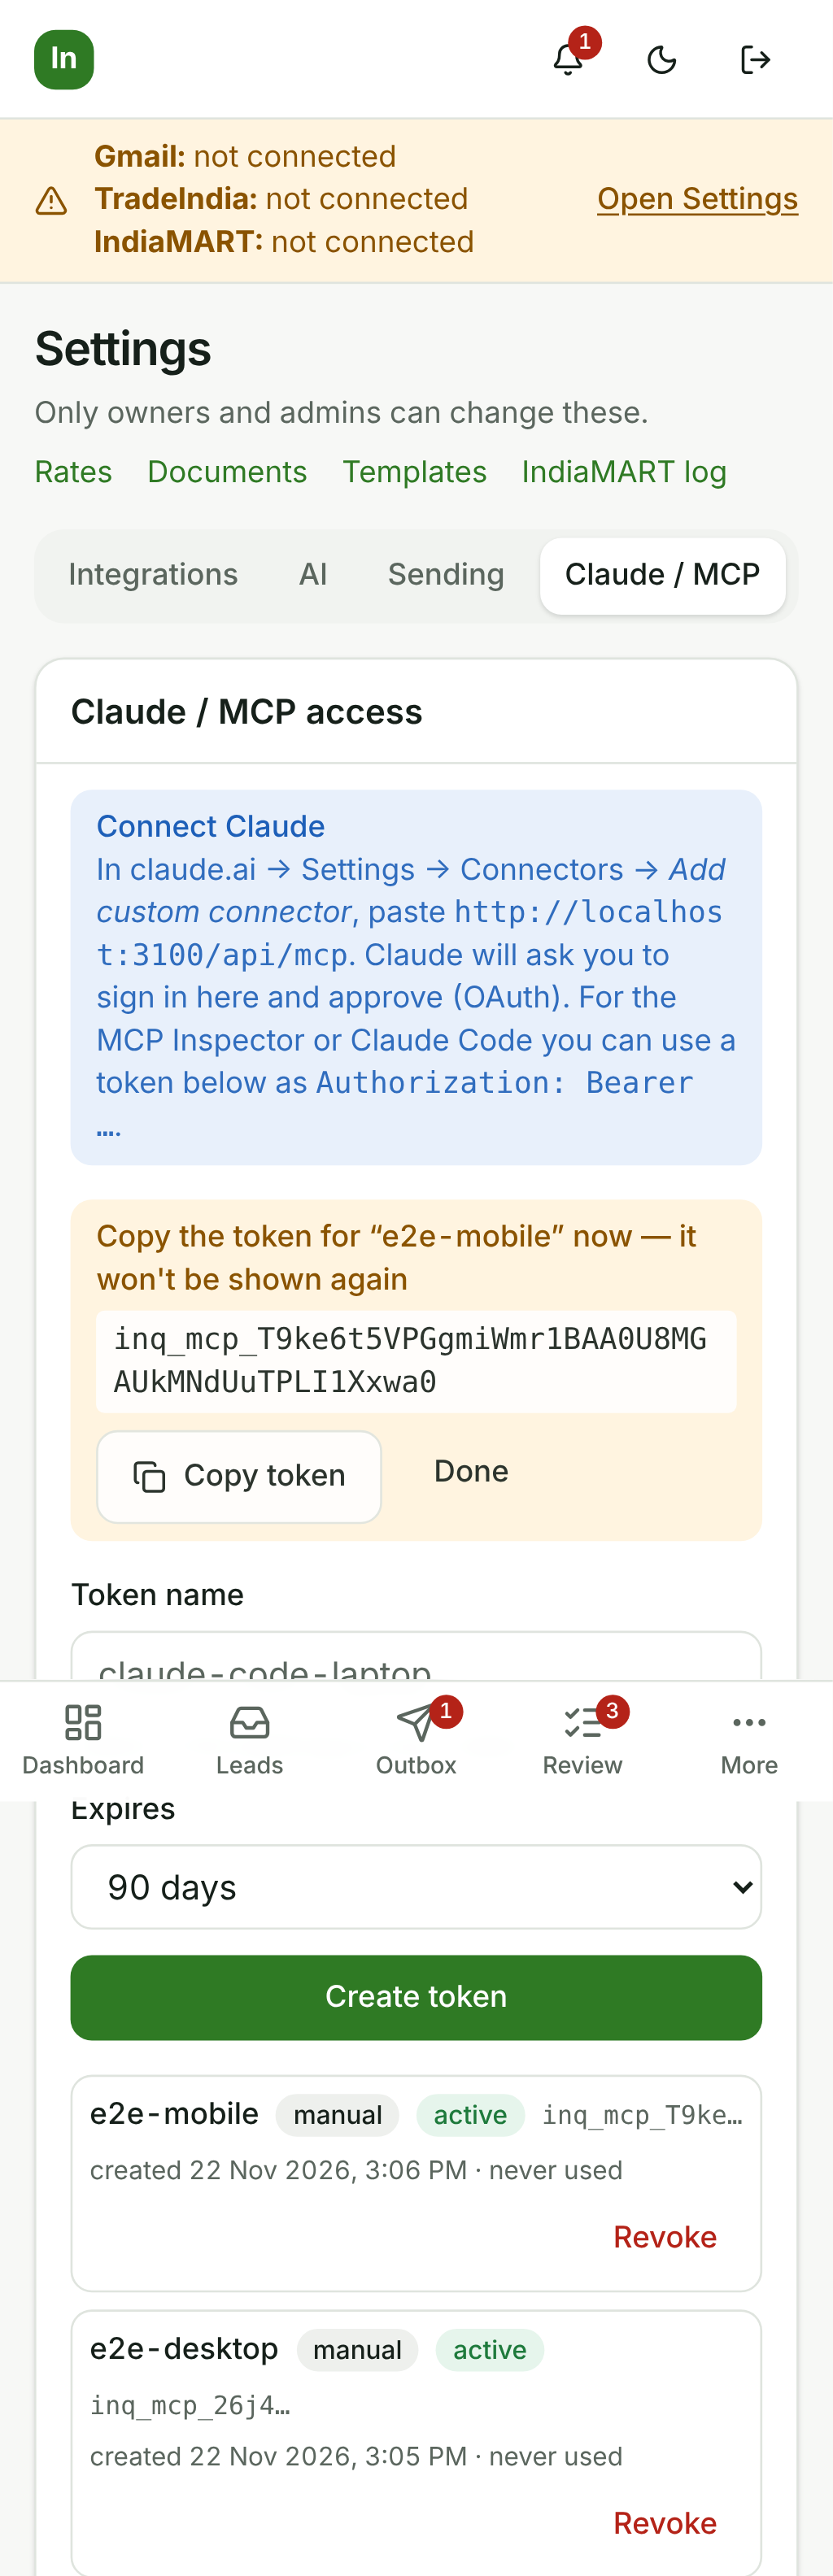 In
1
Gmail: not connected
TradeIndia: not connected
IndiaMART: not connected
Open Settings
Settings
Only owners and admins can change these.
Rates Documents Templates IndiaMART log
Integrations AI Sending Claude / MCP
Claude / MCP access
Connect Claude
In claude.ai → Settings → Connectors → Add
custom connector, paste http://localhos
t:3100/api/mcp. Claude will ask you to
sign in here and approve (OAuth). For the
MCP Inspector or Claude Code you can use a
token below as Authorization: Bearer
….
Copy the token for “e2e-mobile” now — it
won't be shown again
inq_mcp_T9ke6t5VPGgmiWmr1BAA0U8MG
AUkMNdUuTPLI1Xxwa0
Copy token Done
Token name
claude-code-laptop
1 3
Dashboard Leads Outbox Review More
Expires
90 days
Create token
e2e-mobile manual active inq_mcp_T9ke…
created 22 Nov 2026, 3:06 PM · never used
Revoke
e2e-desktop manual active
inq_mcp_26j4…
created 22 Nov 2026, 3:05 PM · never used
Revoke